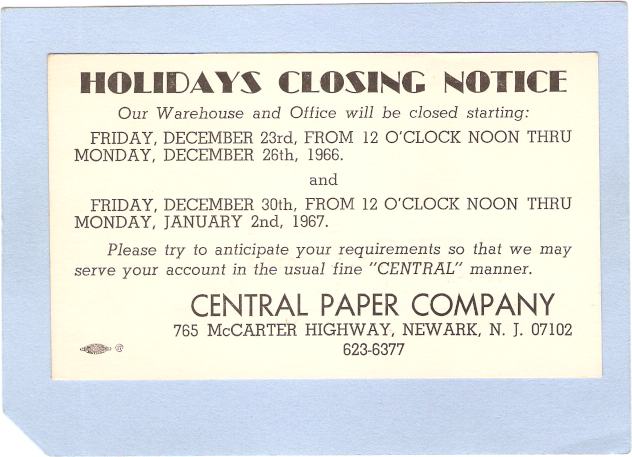 HOLIDAYS CLOSING NOTICE
Our Warehouse and Office will be closed starting:
FRIDAY, DECEMBER 23rd, FROM 12 O'CLOCK NOON THRU
MONDAY, DECEMBER 26th, 1966.
and
FRIDAY, DECEMBER 30th, FROM 12 O'CLOCK NOON THRU
MONDAY, JANUARY 2nd, 1967.
Please try to anticipate your requirements so that we may
serve your account in the usual fine "CENTRAL" manner.
CENTRAL PAPER COMPANY
765 McCARTER HIGHWAY, NEWARK, N. J. 07102
623-6377